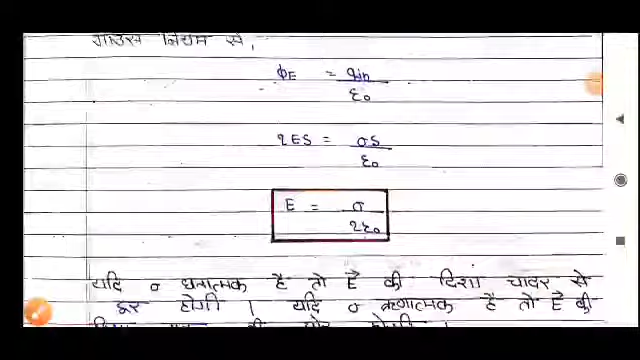 गाउस नियम से,
ΦE = qin/ε₀
2ES = σS/ε₀
E = σ/2ε₀
यदि σ धनात्मक है तो E की दिशा चादर से
दूर होगी । यदि σ ऋणात्मक है तो E की